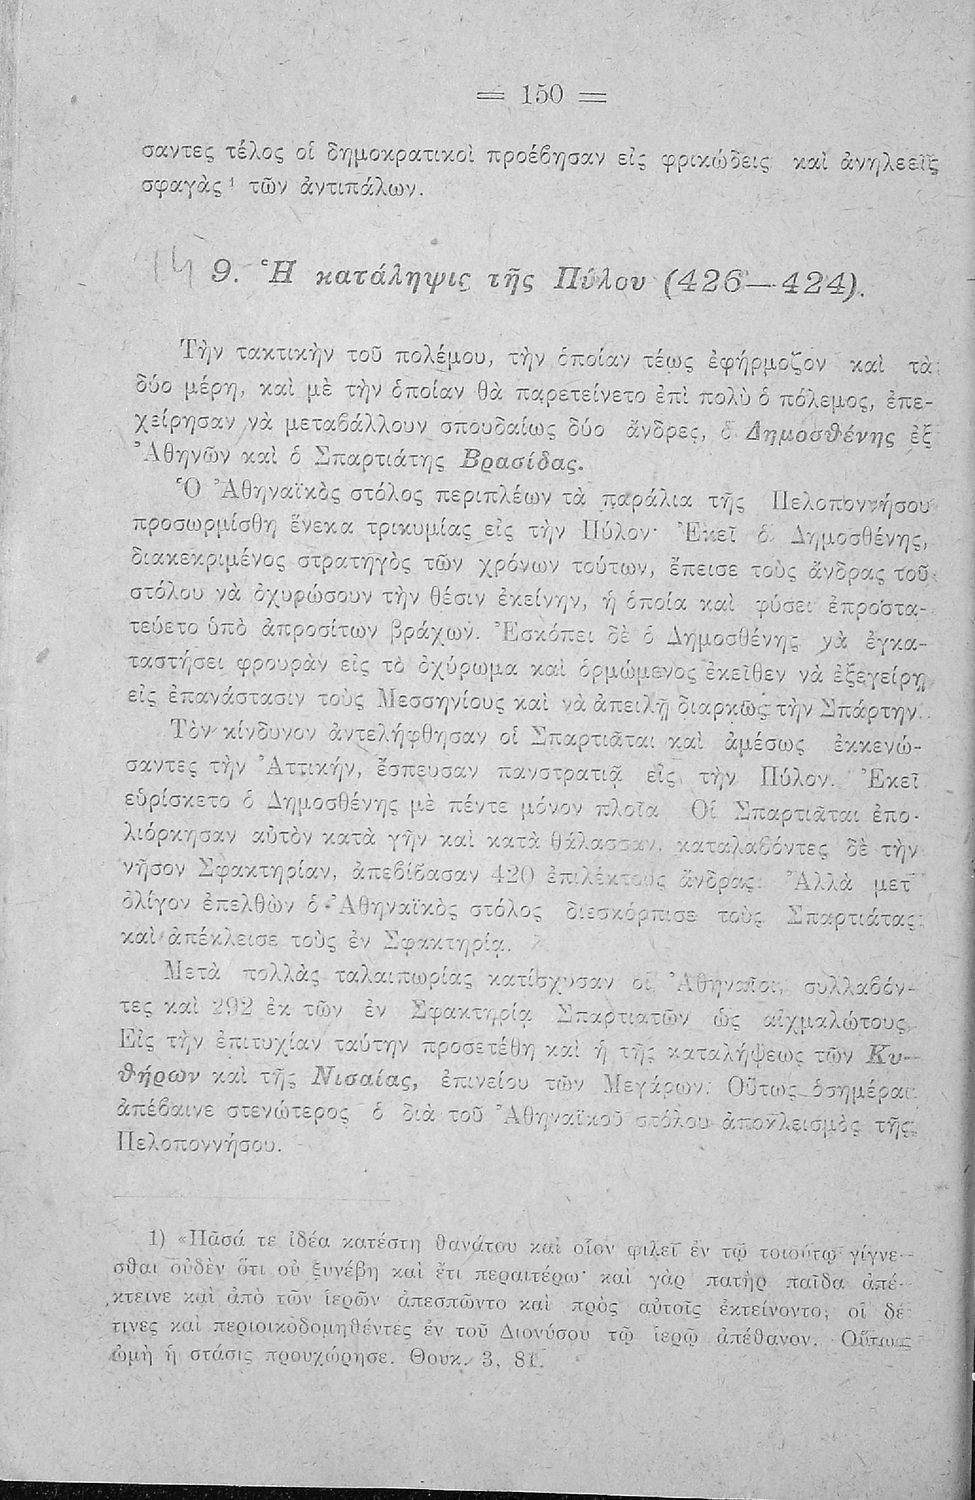 = 150 =
σαντες τέλος οἱ δημοκρατικοὶ προέβησαν εἰς φρικώδεις καὶ ἀνηλεεῖς
σφαγὰς ¹ τῶν ἀντιπάλων.
14 9. Ἡ κατάληψις τῆς Πύλου (426—424).
Τὴν τακτικὴν τοῦ πολέμου, τὴν ὁποίαν τέως ἐφήρμοζον καὶ τὰ
δύο μέρη, καὶ μὲ τὴν ὁποίαν θὰ παρετείνετο ἐπὶ πολὺ ὁ πόλεμος, ἐπε-
χείρησαν νὰ μεταβάλλουν σπουδαίως δύο ἄνδρες, ὁ Δημοσθένης ἐξ
Ἀθηνῶν καὶ ὁ Σπαρτιάτης Βρασίδας.
Ὁ Ἀθηναϊκὸς στόλος περιπλέων τὰ παράλια τῆς Πελοποννήσου
προσωρμίσθη ἕνεκα τρικυμίας εἰς τὴν Πύλον· Ἐκεῖ ὁ Δημοσθένης,
διακεκριμένος στρατηγὸς τῶν χρόνων τούτων, ἔπεισε τοὺς ἄνδρας τοῦ
στόλου νὰ ὀχυρώσουν τὴν θέσιν ἐκείνην, ἡ ὁποία καὶ φύσει ἐπροστα-
τεύετο ὑπὸ ἀπροσίτων βράχων. Ἐσκόπει δὲ ὁ Δημοσθένης νὰ ἐγκα-
ταστήσει φρουρὰν εἰς τὸ ὀχύρωμα καὶ ὁρμώμενος ἐκεῖθεν νὰ ἐξεγείρῃ
εἰς ἐπανάστασιν τοὺς Μεσσηνίους καὶ νὰ ἀπειλῇ διαρκῶς τὴν Σπάρτην.
Τὸν κίνδυνον ἀντελήφθησαν οἱ Σπαρτιᾶται καὶ ἀμέσως ἐκκενώ-
σαντες τὴν Ἀττικήν, ἔσπευσαν πανστρατιᾷ εἰς τὴν Πύλον. Ἐκεῖ
εὑρίσκετο ὁ Δημοσθένης μὲ πέντε μόνον πλοῖα Οἱ Σπαρτιᾶται ἐπο-
λιόρκησαν αὐτὸν κατὰ γῆν καὶ κατὰ θάλασσαν, καταλαβόντες δὲ τὴν
νῆσον Σφακτηρίαν, ἀπεβίβασαν 420 ἐπιλέκτους ἄνδρας. Ἀλλὰ μετ'
ὀλίγον ἐπελθὼν ὁ Ἀθηναϊκὸς στόλος διεσκόρπισε τοὺς Σπαρτιάτας
καὶ ἀπέκλεισε τοὺς ἐν Σφακτηρίᾳ.
Μετὰ πολλὰς ταλαιπωρίας κατίσχυσαν οἱ Ἀθηναῖοι, συλλαβόν-
τες καὶ 292 ἐκ τῶν ἐν Σφακτηρίᾳ Σπαρτιατῶν ὡς αἰχμαλώτους.
Εἰς τὴν ἐπιτυχίαν ταύτην προσετέθη καὶ ἡ τῆς καταλήψεως τῶν Κυ-
θήρων καὶ τῆς Νισαίας, ἐπινείου τῶν Μεγάρων. Οὕτως ὁσημέραι
ἀπέβαινε στενώτερος ὁ διὰ τοῦ Ἀθηναϊκοῦ στόλου ἀποκλεισμὸς τῆς
Πελοποννήσου.
1) «Πᾶσά τε ἰδέα κατέστη θανάτου καὶ οἷον φιλεῖ ἐν τῷ τοιούτῳ γίγνε-
σθαι οὐδὲν ὅτι οὐ ξυνέβη καὶ ἔτι περαιτέρω· καὶ γὰρ πατὴρ παῖδα ἀπέ-
κτεινε καὶ ἀπὸ τῶν ἱερῶν ἀπεσπῶντο καὶ πρὸς αὐτοῖς ἐκτείνοντο, οἱ δέ
τινες καὶ περιοικοδομηθέντες ἐν τοῦ Διονύσου τῷ ἱερῷ ἀπέθανον. Οὕτως
ὠμὴ ἡ στάσις προυχώρησε. Θουκ. 3, 81.